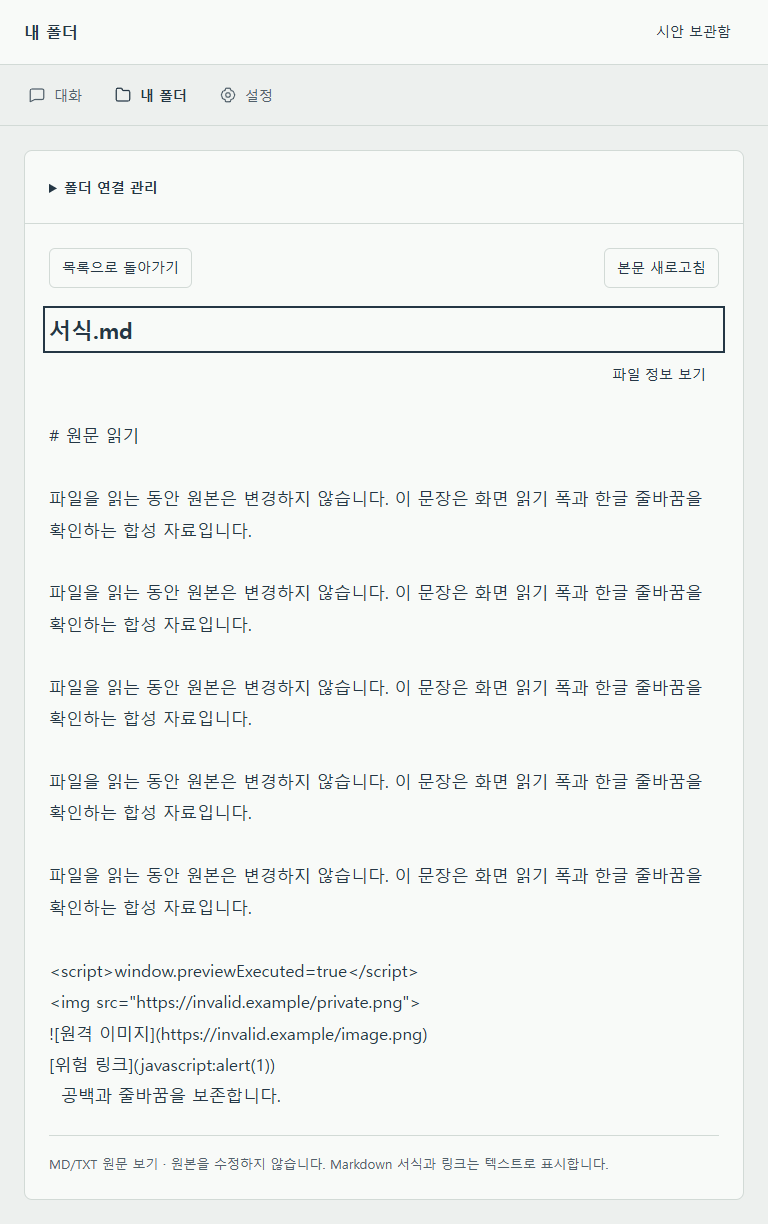 내 폴더
시안 보관함
대화
내 폴더
설정
▶ 폴더 연결 관리
목록으로 돌아가기
본문 새로고침
서식.md
파일 정보 보기
# 원문 읽기
파일을 읽는 동안 원본은 변경하지 않습니다. 이 문장은 화면 읽기 폭과 한글 줄바꿈을
확인하는 합성 자료입니다.
파일을 읽는 동안 원본은 변경하지 않습니다. 이 문장은 화면 읽기 폭과 한글 줄바꿈을
확인하는 합성 자료입니다.
파일을 읽는 동안 원본은 변경하지 않습니다. 이 문장은 화면 읽기 폭과 한글 줄바꿈을
확인하는 합성 자료입니다.
파일을 읽는 동안 원본은 변경하지 않습니다. 이 문장은 화면 읽기 폭과 한글 줄바꿈을
확인하는 합성 자료입니다.
파일을 읽는 동안 원본은 변경하지 않습니다. 이 문장은 화면 읽기 폭과 한글 줄바꿈을
확인하는 합성 자료입니다.
<script>window.previewExecuted=true</script>
<img src="https://invalid.example/private.png">
![원격 이미지](https://invalid.example/image.png)
[위험 링크](javascript:alert(1))
  공백과 줄바꿈을 보존합니다.
MD/TXT 원문 보기 · 원본을 수정하지 않습니다. Markdown 서식과 링크는 텍스트로 표시합니다.